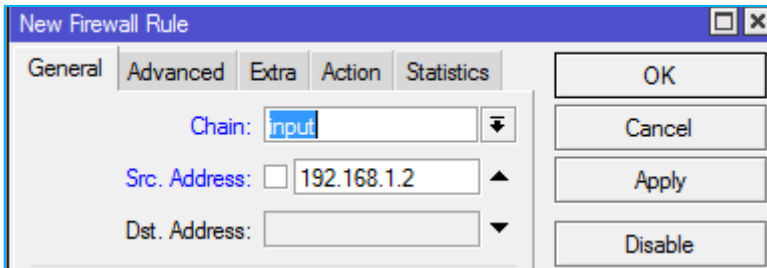 New Firewall Rule
General Advanced Extra Action Statistics
OK
Chain: input
Cancel
Src. Address: 192.168.1.2
Apply
Dst. Address:
Disable